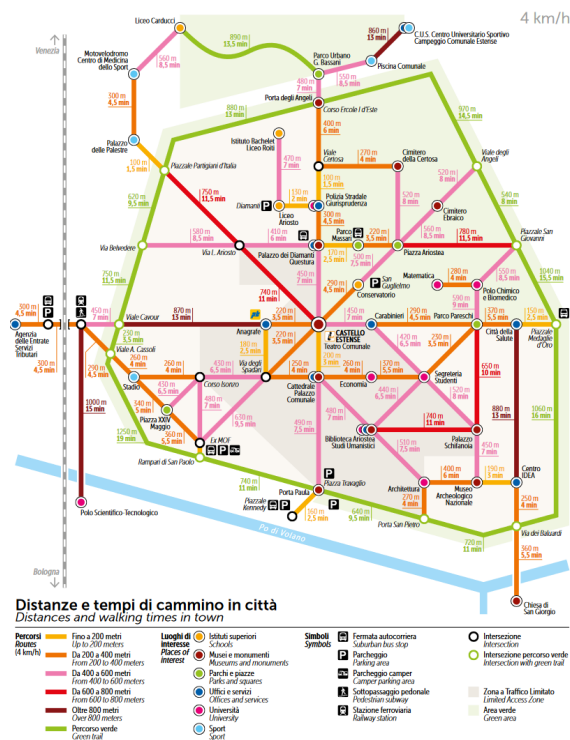 4 km/h
Liceo Carducci
890 m
13,5 min
860 m
13 min
C.U.S. Centro Universitario Sportivo
Campeggio Comunale Estense
Venezia
Motovelodromo
Centro di Medicina
dello Sport
560 m
8,5 min
Parco Urbano
G. Bassani
Piscina Comunale
480 m
7 min
550 m
8,5 min
300 m
4,5 min
Porta degli Angeli
Corso Ercole I d'Este
880 m
13 min
970 m
14,5 min
400 m
6 min
Palazzo
delle Palestre
Istituto Bachelet
Liceo Roiti
Viale
Certosa
270 m
4 min
Cimitero
della Certosa
Viale degli
Angeli
100 m
1,5 min
Piazzale Partigiani d'Italia
470 m
7 min
520 m
8 min
100 m
1,5 min
620 m
9,5 min
750 m
11,5 min
130 m
2 min
Diamanti
Liceo
Ariosto
Polizia Stradale
Giurisprudenza
520 m
8 min
Cimitero
Ebraico
540 m
8 min
300 m
4,5 min
Parco
Massari
220 m
3,5 min
560 m
8,5 min
Piazzale San
Giovanni
Viale Belvedere
580 m
8,5 min
410 m
6 min
Via L. Ariosto
Palazzo dei Diamanti
Questura
170 m
2,5 min
500 m
7,5 min
Piazza Ariostea
780 m
11,5 min
750 m
11,5 min
740 m
11 min
450 m
7 min
290 m
4,5 min
San
Guglielmo
Conservatorio
Matematica
280 m
4 min
550 m
8,5 min
Polo Chimico
e Biomedico
1040 m
15,5 min
590 m
9 min
300 m
4,5 min
450 m
7 min
Viale Cavour
870 m
13 min
220 m
3,5 min
450 m
7 min
Carabinieri
290 m
4,5 min
Parco Pareschi
320 m
5,5 min
150 m
2,5 min
Agenzia
delle Entrate
Servizi
Tributari
300 m
4,5 min
230 m
3,5 min
Anagrafe
220 m
3,5 min
CASTELLO
ESTENSE
Teatro Comunale
420 m
6,5 min
230 m
3,5 min
Città della
Salute
Piazzale
Medaglie
d'Oro
Viale A. Cassoli
290 m
4,5 min
260 m
4 min
430 m
6,5 min
180 m
2,5 min
Via degli
Spadari
200 m
3 min
650 m
10 min
Stadio
260 m
4 min
Corso Isonzo
260 m
4 min
Cattedrale
Palazzo
Comunale
430 m
6,5 min
Economia
370 m
5,5 min
Segreteria
Studenti
1000 m
15 min
340 m
5 min
430 m
6,5 min
480 m
7 min
630 m
9,5 min
440 m
6,5 min
520 m
8 min
880 m
13 min
1060 m
16 min
Piazza XXIV
Maggio
360 m
5,5 min
490 m
7,5 min
480 m
7 min
740 m
11 min
1250 m
19 min
Ex MOF
Biblioteca Ariostea
Studi Umanistici
510 m
7,5 min
Palazzo
Schifanoia
450 m
7 min
Rampari di San Paolo
740 m
11 min
Piazza Travaglio
400 m
6 min
190 m
3 min
Centro
IDEA
Polo Scientifico-Tecnologico
Porta Paula
Piazzale
Kennedy
160 m
2,5 min
640 m
9,5 min
Architettura
270 m
4 min
Museo
Archeologico
Nazionale
250 m
4 min
Porta San Pietro
720 m
11 min
Via dei Baluardi
Po di Volano
360 m
5,5 min
Bologna
Chiesa di
San Giorgio
Distanze e tempi di cammino in città
Distances and walking times in town
Percorsi
Routes
(4 km/h)
Fino a 200 metri
Up to 200 meters
Da 200 a 400 metri
From 200 to 400 meters
Da 400 a 600 metri
From 400 to 600 meters
Da 600 a 800 metri
From 600 to 800 meters
Oltre 800 metri
Over 800 meters
Percorso verde
Green trail
Luoghi di
interesse
Places of
Interest
Istituti superiori
Schools
Musei e monumenti
Museums and monuments
Parchi e piazze
Parks and squares
Uffici e servizi
Offices and services
Università
University
Sport
Sport
Simboli
Symbols
Fermata autocorriera
Suburban bus stop
Parcheggio
Parking area
Parcheggio camper
Camper parking area
Sottopassaggio pedonale
Pedestrian subway
Stazione ferroviaria
Railway station
Intersezione
Intersection
Intersezione percorso verde
Intersection with green trail
Zona a Traffico Limitato
Limited Access Zone
Area verde
Green area